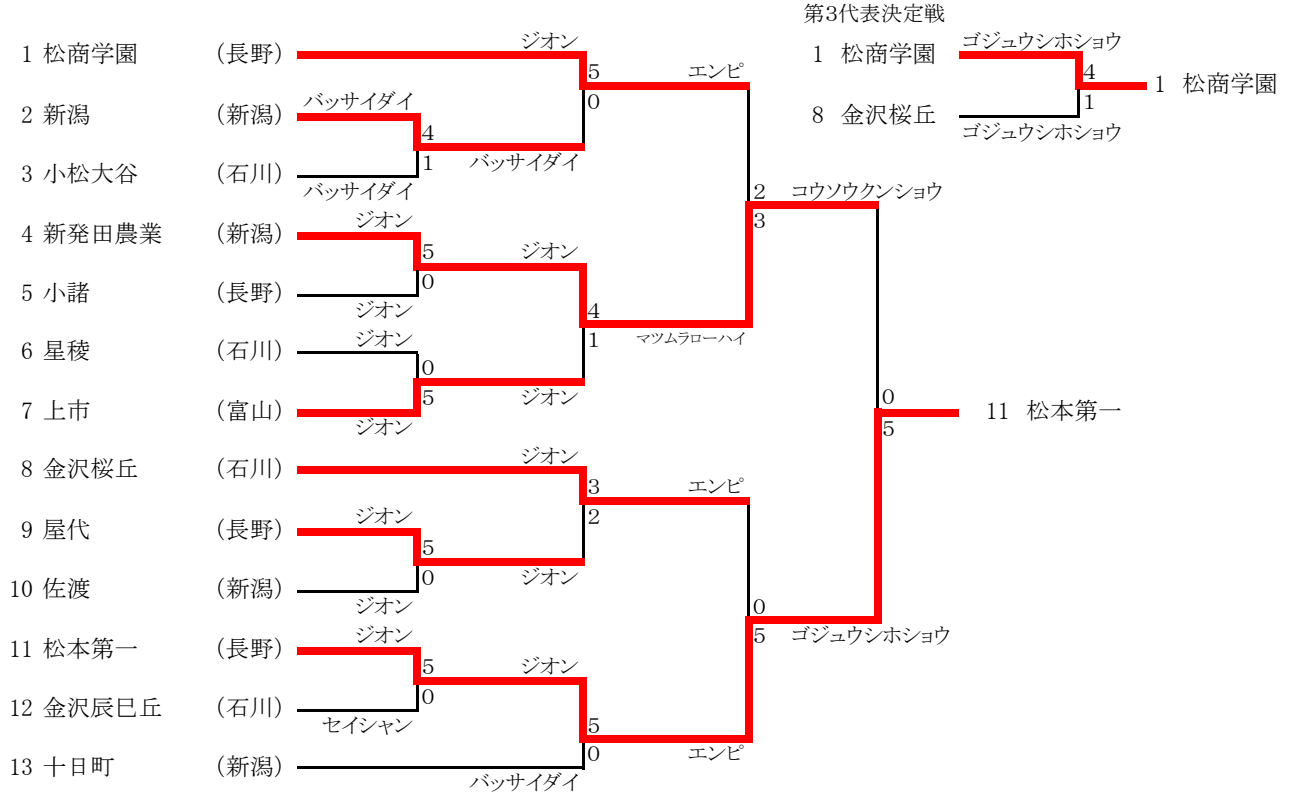 第3代表決定戦
1 松商学園 (長野)
ジオン
5
0
エンピ
1 松商学園
ゴジュウシホショウ
4
1
1 松商学園
8 金沢桜丘
ゴジュウシホショウ
2 新潟 (新潟)
バッサイダイ
4
1
バッサイダイ
3 小松大谷 (石川)
バッサイダイ
2
3
コウソウクンショウ
4 新発田農業 (新潟)
ジオン
5
0
ジオン
5 小諸 (長野)
ジオン
4
1
マツムラローハイ
6 星稜 (石川)
ジオン
0
5
ジオン
7 上市 (富山)
ジオン
0
5
11 松本第一
8 金沢桜丘 (石川)
ジオン
3
2
エンピ
9 屋代 (長野)
ジオン
5
0
ジオン
10 佐渡 (新潟)
ジオン
0
5
ゴジュウシホショウ
11 松本第一 (長野)
ジオン
5
0
ジオン
12 金沢辰巳丘 (石川)
セイシャン
5
0
エンピ
13 十日町 (新潟)
バッサイダイ